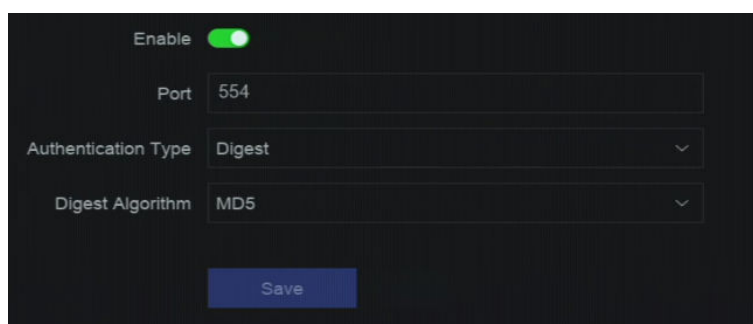 Enable
Port 554
Authentication Type Digest
Digest Algorithm MD5
Save